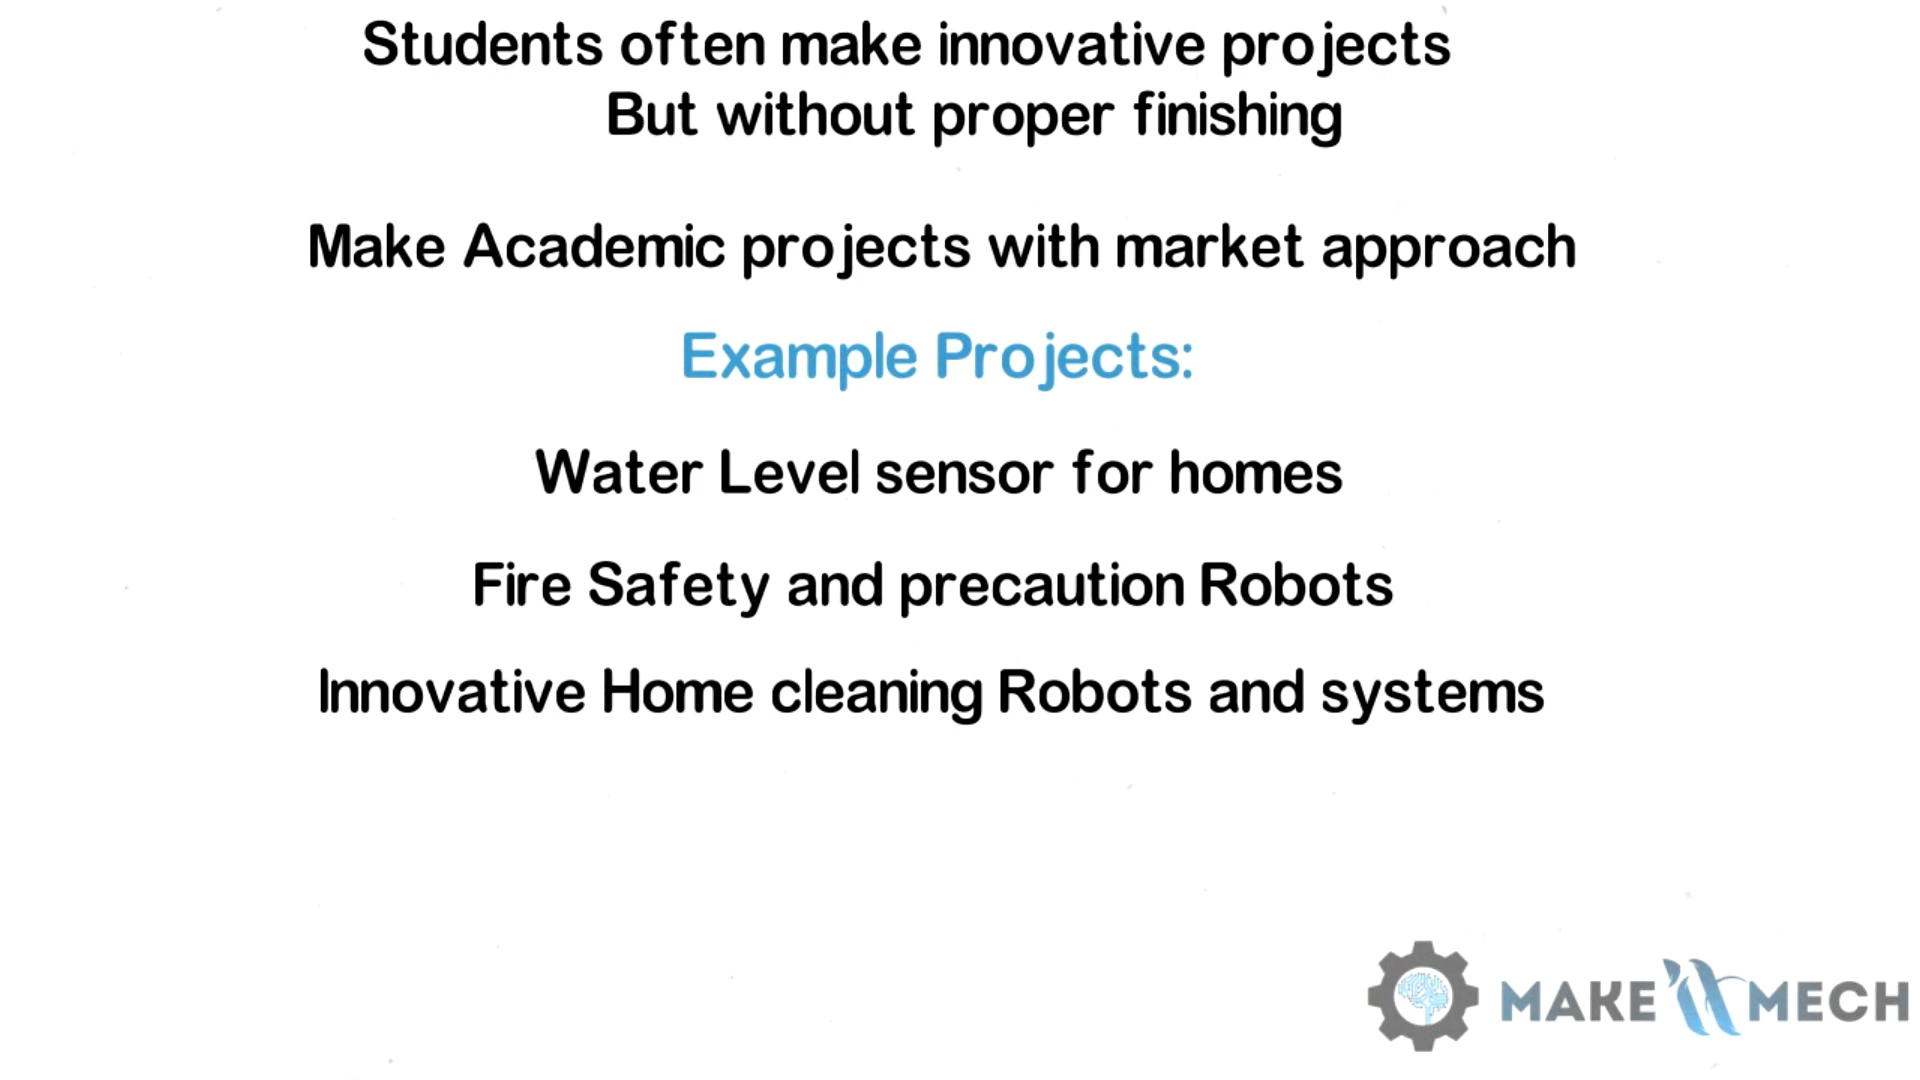 Students often make innovative projects
But without proper finishing
Make Academic projects with market approach
Example Projects:
Water Level sensor for homes
Fire Safety and precaution Robots
Innovative Home cleaning Robots and systems
MAKE 'N MECH